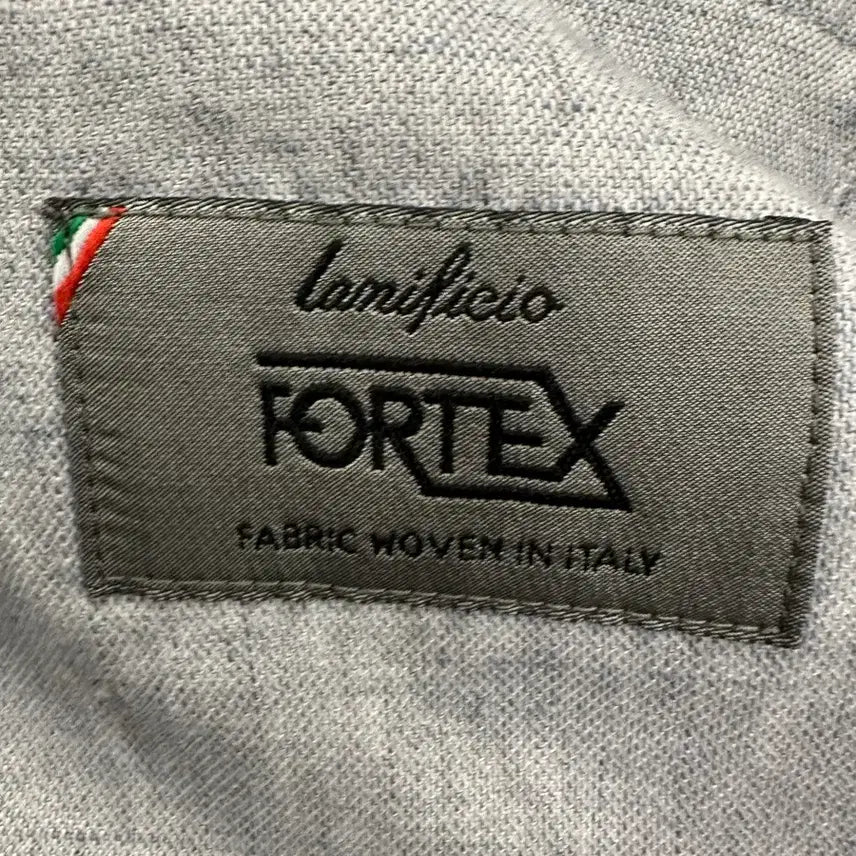 lanificio
FORTEX
FABRIC WOVEN IN ITALY